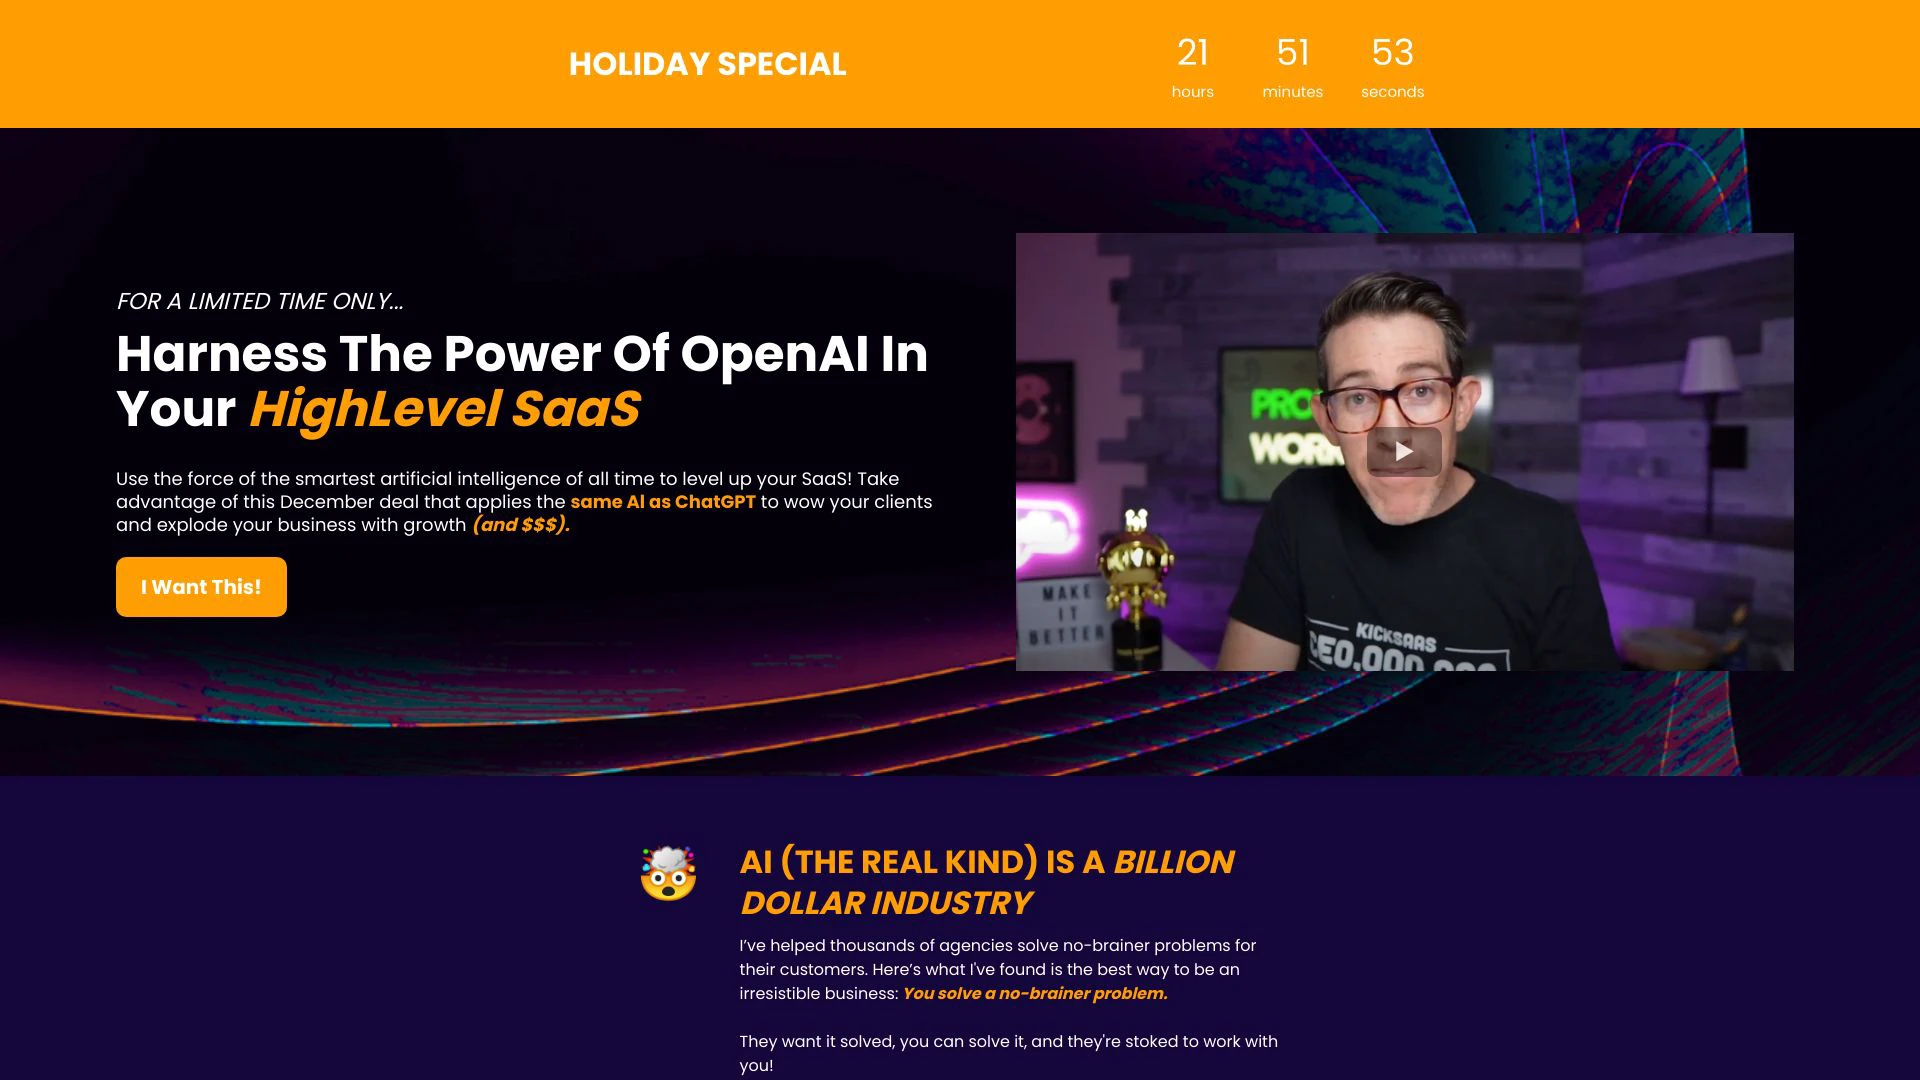 HOLIDAY SPECIAL
21 51 53
hours minutes seconds
FOR A LIMITED TIME ONLY...
Harness The Power Of OpenAI In
Your HighLevel SaaS
Use the force of the smartest artificial intelligence of all time to level up your SaaS! Take
advantage of this December deal that applies the same AI as ChatGPT to wow your clients
and explode your business with growth (and $$$).
I Want This!
MAKE
IT
BETTER
KICKSAAS
AI (THE REAL KIND) IS A BILLION
DOLLAR INDUSTRY
I’ve helped thousands of agencies solve no-brainer problems for
their customers. Here’s what I've found is the best way to be an
irresistible business: You solve a no-brainer problem.
They want it solved, you can solve it, and they're stoked to work with
you!